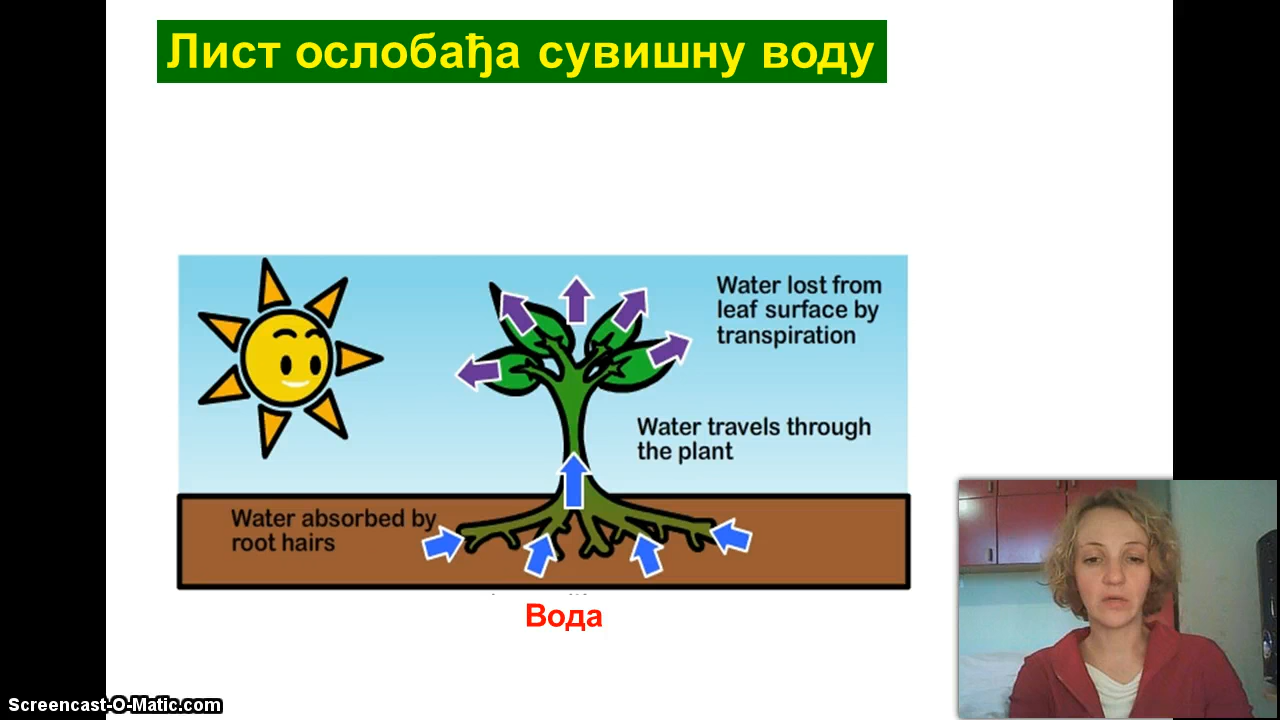 Лист ослобађа сувишну воду
Water lost from
leaf surface by
transpiration
Water travels through
the plant
Water absorbed by
root hairs
Вода
Screencast-O-Matic.com